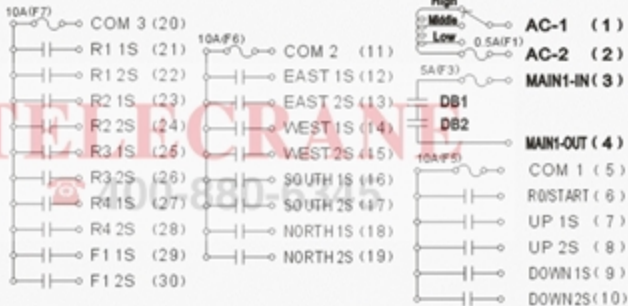 10A(F7)
COM 3 (20)
R1 1S (21)
R1 2S (22)
R2 1S (23)
R2 2S (24)
R3 1S (25)
R3 2S (26)
R4 1S (27)
R4 2S (28)
F1 1S (29)
F1 2S (30)
10A(F6)
COM 2 (11)
EAST 1S (12)
EAST 2S (13)
WEST 1S (14)
WEST 2S (15)
SOUTH 1S (16)
SOUTH 2S (17)
NORTH 1S (18)
NORTH 2S (19)
High
Middle
Low
0.5A(F1)
AC-1 (1)
AC-2 (2)
5A(F3)
MAIN1-IN (3)
DB1
DB2
MAIN1-OUT (4)
10A(F5)
COM 1 (5)
R0/START (6)
UP 1S (7)
UP 2S (8)
DOWN 1S (9)
DOWN 2S (10)
TELECRANE
400-880-6345